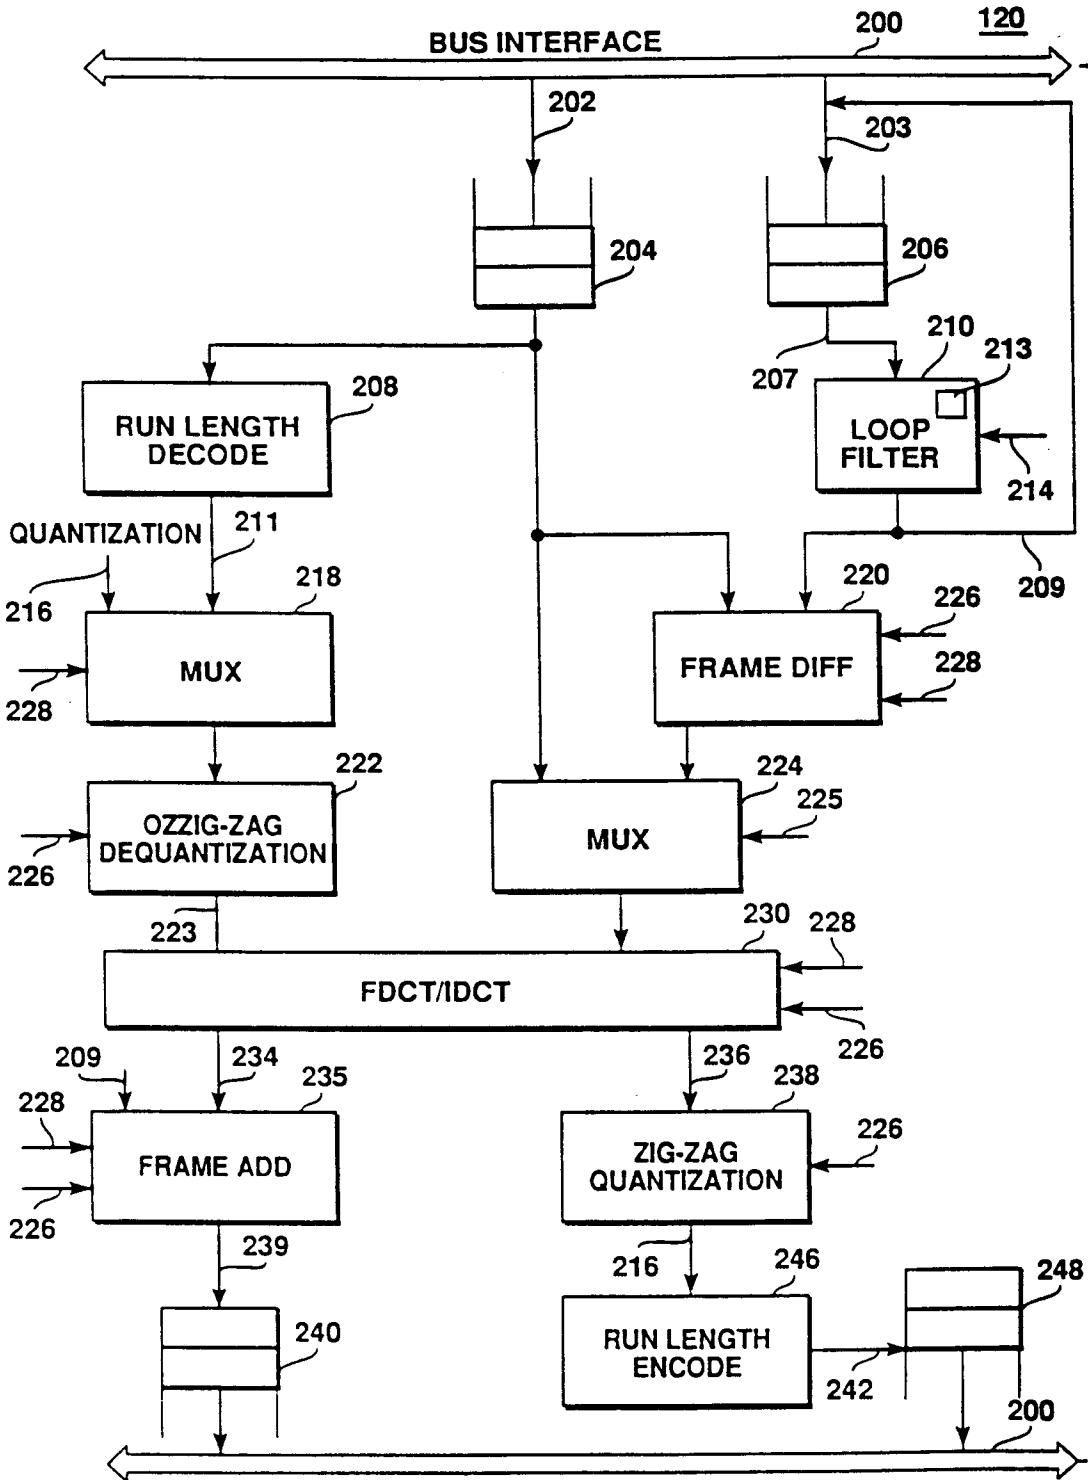 120
BUS INTERFACE
200
202
203
204
206
210
213
207
208
RUN LENGTH
DECODE
LOOP
FILTER
214
QUANTIZATION
211
209
216
218
220
226
MUX
FRAME DIFF
228
228
222
224
225
OZZIG-ZAG
DEQUANTIZATION
MUX
226
223
230
228
FDCT/IDCT
226
209
234
235
236
238
228
226
FRAME ADD
ZIG-ZAG
QUANTIZATION
226
239
216
246
248
240
RUN LENGTH
ENCODE
242
200